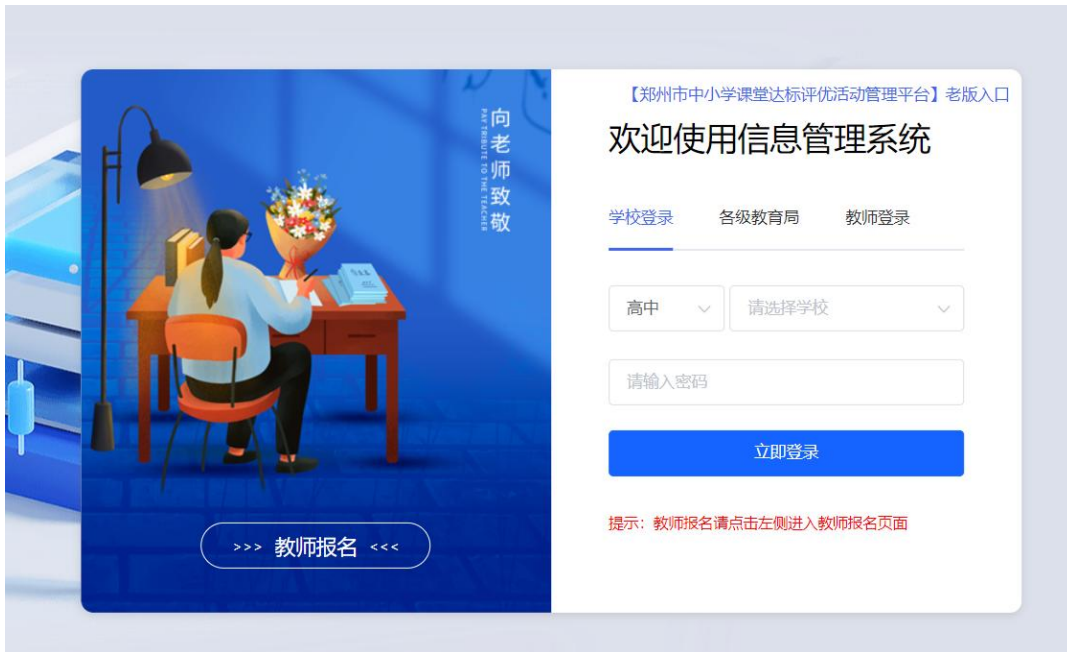 向老师致敬
PAY TRIBUTE TO THE TEACHER
>>> 教师报名 <<<
【郑州市中小学课堂达标评优活动管理平台】老版入口
欢迎使用信息管理系统
学校登录 各级教育局 教师登录
高中 请选择学校
请输入密码
立即登录
提示：教师报名请点击左侧进入教师报名页面